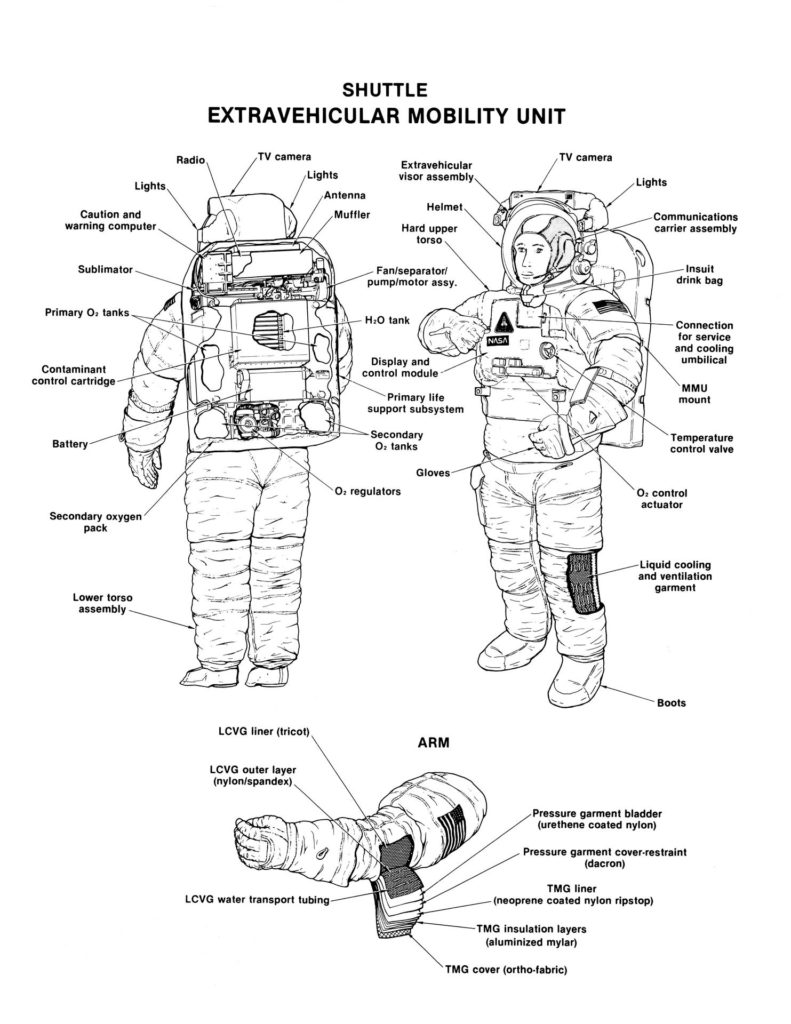 SHUTTLE
EXTRAVEHICULAR MOBILITY UNIT
Radio
TV camera
Lights
Lights
Antenna
Caution and
warning computer
Muffler
Sublimator
Fan/separator/
pump/motor assy.
Primary O₂ tanks
H₂O tank
Contaminant
control cartridge
Primary life
support subsystem
Battery
Secondary
O₂ tanks
O₂ regulators
Secondary oxygen
pack
Lower torso
assembly
TV camera
Extravehicular
visor assembly
Lights
Helmet
Communications
carrier assembly
Hard upper
torso
Insuit
drink bag
NASA
Connection
for service
and cooling
umbilical
Display and
control module
MMU
mount
Temperature
control valve
Gloves
O₂ control
actuator
Liquid cooling
and ventilation
garment
Boots
ARM
LCVG liner (tricot)
LCVG outer layer
(nylon/spandex)
Pressure garment bladder
(urethene coated nylon)
Pressure garment cover-restraint
(dacron)
LCVG water transport tubing
TMG liner
(neoprene coated nylon ripstop)
TMG insulation layers
(aluminized mylar)
TMG cover (ortho-fabric)